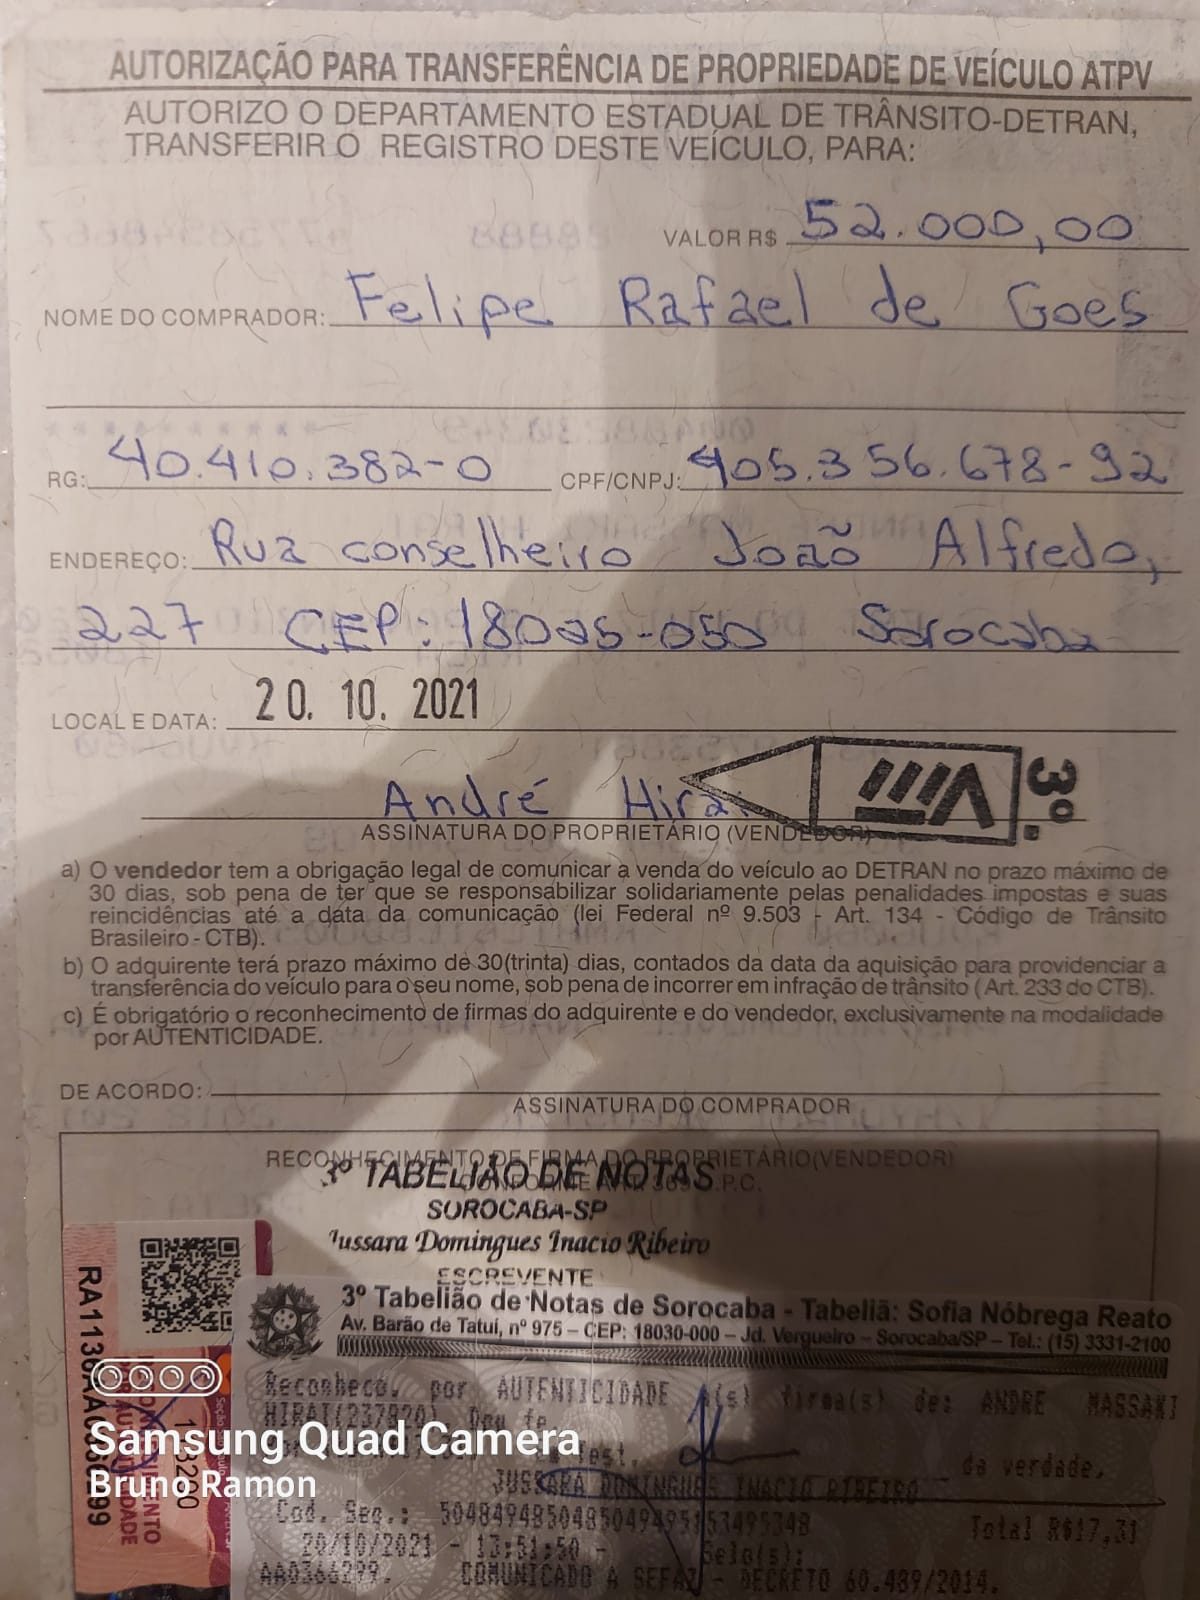 AUTORIZAÇÃO PARA TRANSFERÊNCIA DE PROPRIEDADE DE VEÍCULO ATPV
AUTORIZO O DEPARTAMENTO ESTADUAL DE TRÂNSITO-DETRAN,
TRANSFERIR O REGISTRO DESTE VEÍCULO, PARA:
VALOR R$ 52.000,00
NOME DO COMPRADOR: Felipe Rafael de Goes
RG: 40.410.382-0 CPF/CNPJ: 405.356.678-92
ENDEREÇO: Rua conselheiro João Alfredo,
227 CEP: Sorocaba
LOCAL E DATA: 20. 10. 2021
André Hirai
3º.
ASSINATURA DO PROPRIETÁRIO (VENDEDOR)
a) O vendedor tem a obrigação legal de comunicar a venda do veículo ao DETRAN no prazo máximo de
30 dias, sob pena de ter que se responsabilizar solidariamente pelas penalidades impostas e suas
reincidências até a data da comunicação (lei Federal nº 9.503 - Art. 134 - Código de Trânsito
Brasileiro - CTB).
b) O adquirente terá prazo máximo de 30(trinta) dias, contados da data da aquisição para providenciar a
transferência do veículo para o seu nome, sob pena de incorrer em infração de trânsito ( Art. 233 do CTB).
c) É obrigatório o reconhecimento de firmas do adquirente e do vendedor, exclusivamente na modalidade
por AUTENTICIDADE.
DE ACORDO:
ASSINATURA DO COMPRADOR
RECONHECIMENTO DE FIRMA DO PROPRIETÁRIO(VENDEDOR)
3º TABELIÃO DE NOTAS
SOROCABA-SP
Jussara Domingues Inacio Ribeiro
ESCREVENTE
3º Tabelião de Notas de Sorocaba - Tabeliã: Sofia Nóbrega Reato
Av. Barão de Tatuí, nº 975 – CEP: 18030-000 – Jd. Vergueiro – Sorocaba/SP – Tel.: (15) 3331-2100
Reconheço, por AUTENTICIDADE a(s) firma(s) de: ANDRE MASSAKI
HIRAI(237820). Dou fe.
Em Test. da verdade.
JUSSARA DOMINGUES INACIO RIBEIRO
Cod. Seg.: Total R$17,31
20/10/2021 - 13:51:50 - Selo(s):
AA0366299. COMUNICADO A SEFAZ - DECRETO 60.489/2014.
Samsung Quad Camera
Bruno Ramon